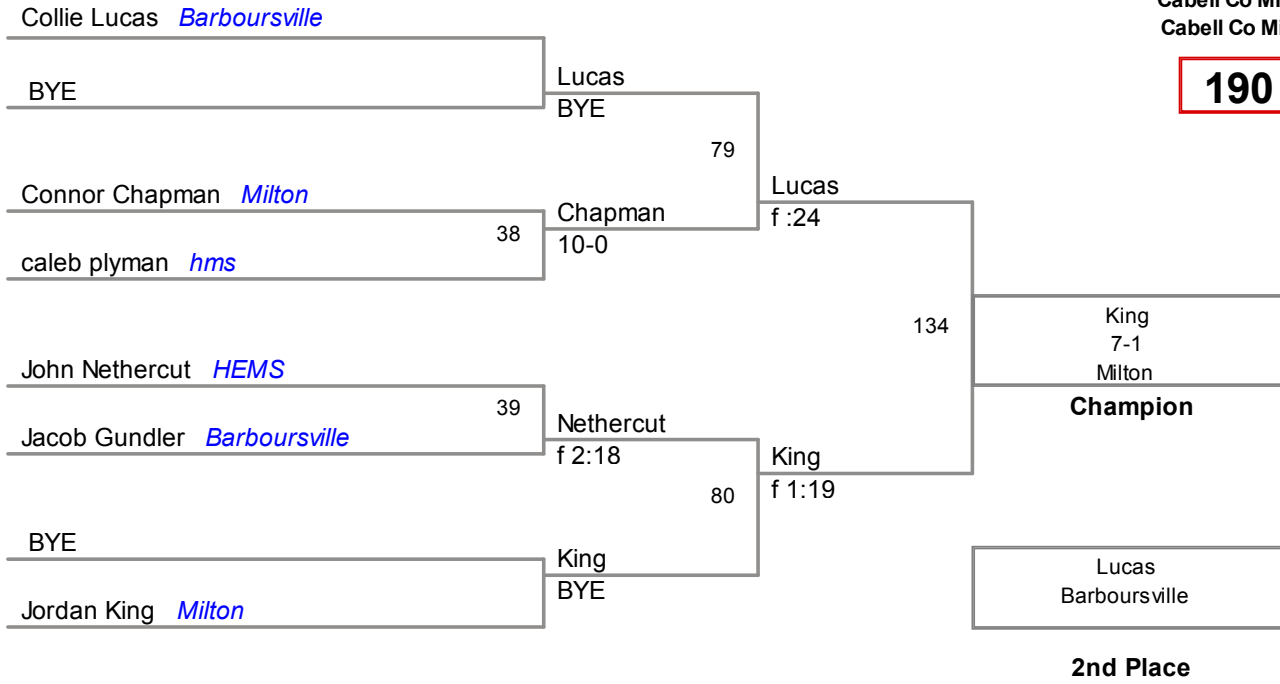 Cabell Co Mi
Cabell Co Mi
190
Collie Lucas Barboursville
BYE
Lucas
BYE
79
Connor Chapman Milton
38
caleb plyman hms
Chapman
10-0
Lucas
f :24
134
John Nethercut HEMS
39
Jacob Gundler Barboursville
Nethercut
f 2:18
80
BYE
Jordan King Milton
King
BYE
King
f 1:19
King
7-1
Milton
Champion
Lucas
Barboursville
2nd Place